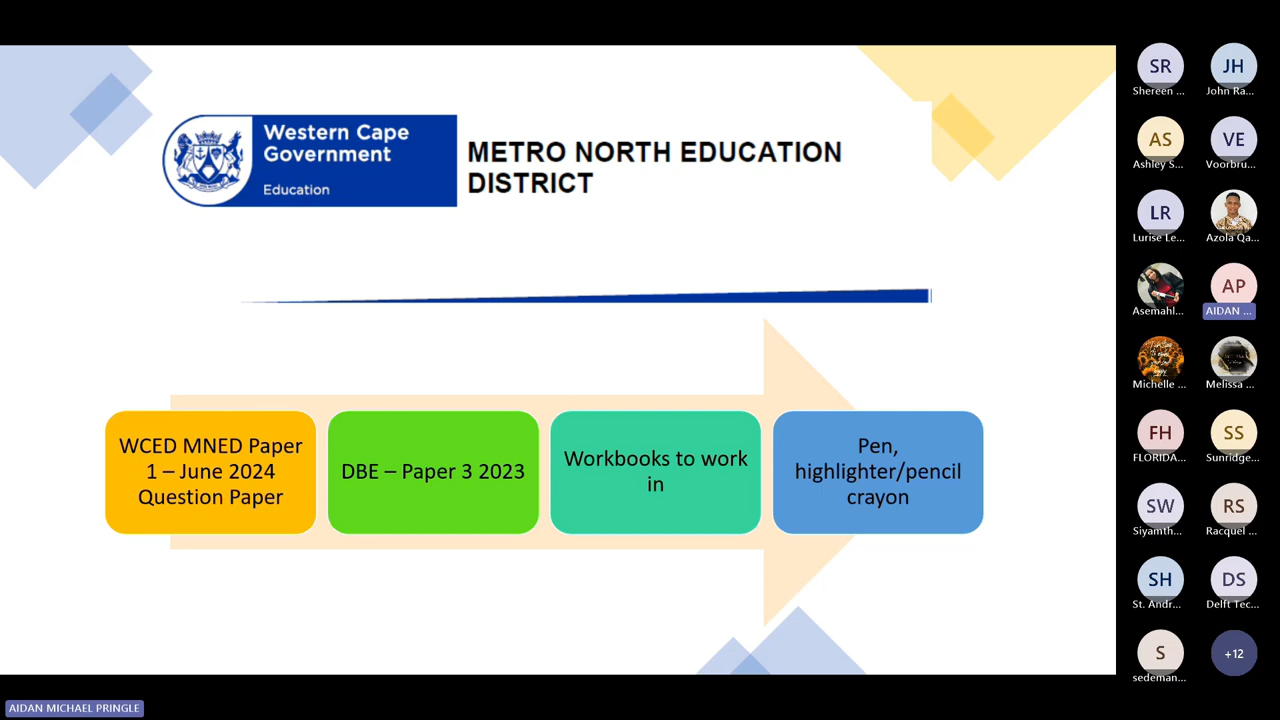 Western Cape
Government
Education
METRO NORTH EDUCATION
DISTRICT
WCED MNED Paper
1 – June 2024
Question Paper
DBE – Paper 3 2023
Workbooks to work
in
Pen,
highlighter/pencil
crayon
SR
Shereen ...
JH
John Ra...
AS
Ashley S...
VE
Voorbru...
LR
Lurise Le...
Azola Qa...
Asemahl...
AP
AIDAN ...
Michelle ...
Melissa ...
FH
FLORIDA...
SS
Sunridge...
SW
Siyamth...
RS
Racquel ...
SH
St. Andr...
DS
Delft Tec...
S
sedeman...
+12
AIDAN MICHAEL PRINGLE